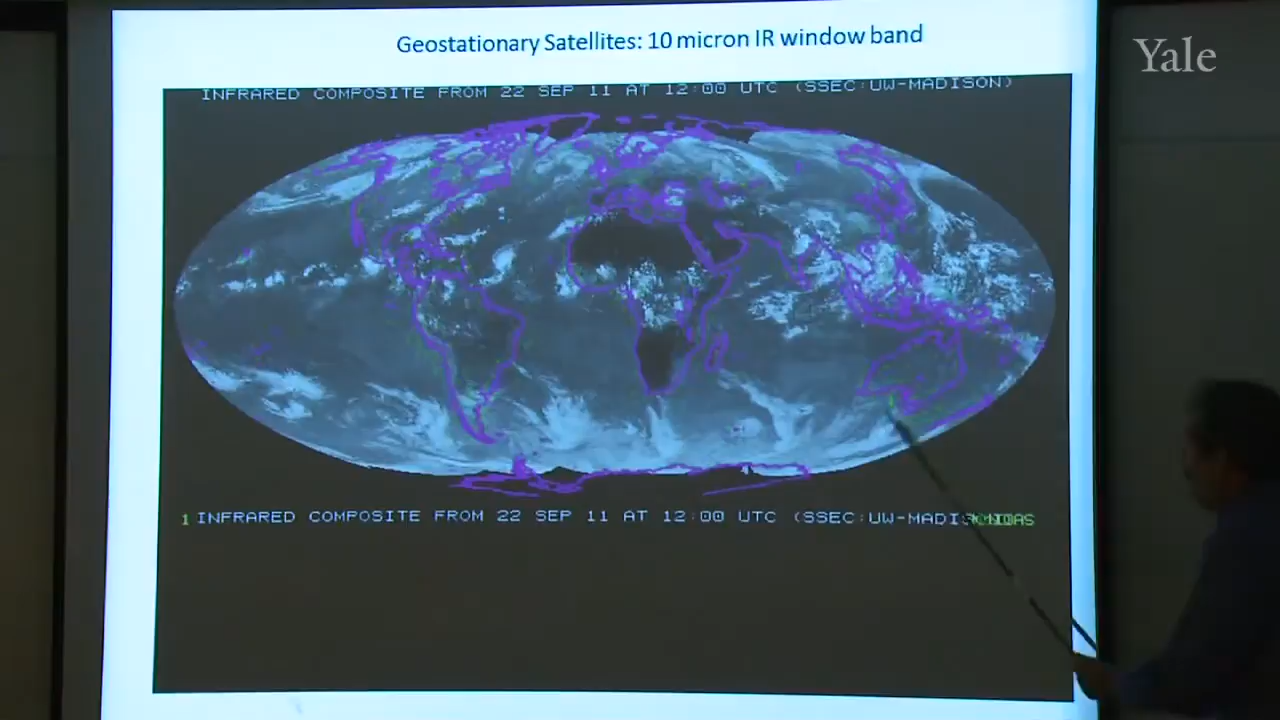 Geostationary Satellites: 10 micron IR window band
Yale
INFRARED COMPOSITE FROM 22 SEP 11 AT 12:00 UTC (SSEC:UW-MADISON)
1 INFRARED COMPOSITE FROM 22 SEP 11 AT 12:00 UTC (SSEC:UW-MADI